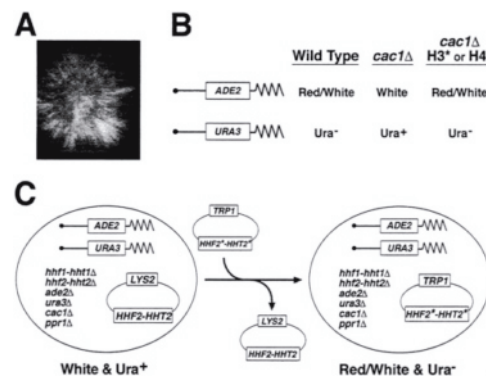 A
B
Wild Type
cac1Δ
cac1Δ
H3* or H4
ADE2
Red/White
White
Red/White
URA3
Ura-
Ura+
Ura-
C
ADE2
URA3
hhf1-hht1Δ
hhf2-hht2Δ
ade2Δ
ura3Δ
cac1Δ
ppr1Δ
LYS2
HHF2-HHT2
White & Ura+
TRP1
HHF2*-HHT2*
LYS2
HHF2-HHT2
ADE2
URA3
hhf1-hht1Δ
hhf2-hht2Δ
ade2Δ
ura3Δ
cac1Δ
ppr1Δ
TRP1
HHF2*-HHT2*
Red/White & Ura-